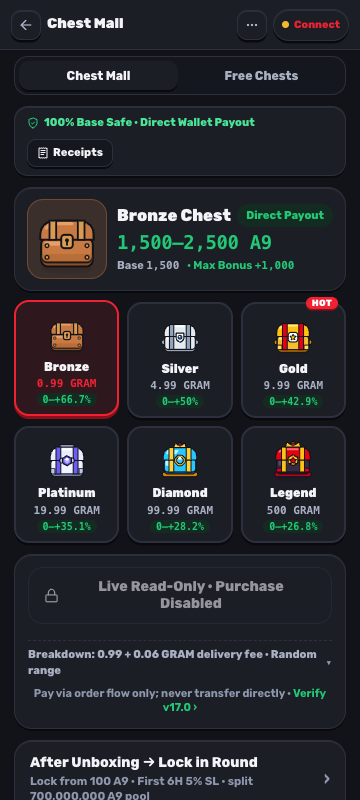 Chest Mall
Connect
Chest Mall
Free Chests
100% Base Safe · Direct Wallet Payout
Receipts
Bronze Chest
Direct Payout
1,500–2,500 A9
Base 1,500 · Max Bonus +1,000
HOT
Bronze
0.99 GRAM
0–+66.7%
Silver
4.99 GRAM
0–+50%
Gold
9.99 GRAM
0–+42.9%
Platinum
19.99 GRAM
0–+35.1%
Diamond
99.99 GRAM
0–+28.2%
Legend
500 GRAM
0–+26.8%
Live Read-Only · Purchase
Disabled
Breakdown: 0.99 + 0.06 GRAM delivery fee · Random
range
Pay via order flow only; never transfer directly · Verify
v17.0 ›
After Unboxing → Lock in Round
Lock from 100 A9 · First 6H 5% SL · split
700,000,000 A9 pool